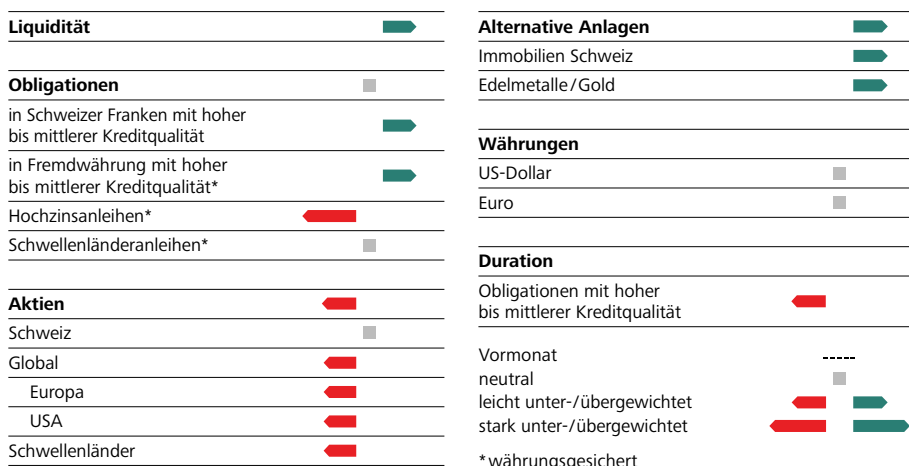 Liquidität
Obligationen
in Schweizer Franken mit hoher
bis mittlerer Kreditqualität
in Fremdwährung mit hoher
bis mittlerer Kreditqualität*
Hochzinsanleihen*
Schwellenländeranleihen*
Aktien
Schweiz
Global
Europa
USA
Schwellenländer
Alternative Anlagen
Immobilien Schweiz
Edelmetalle/Gold
Währungen
US-Dollar
Euro
Duration
Obligationen mit hoher
bis mittlerer Kreditqualität
Vormonat
neutral
leicht unter-/übergewichtet
stark unter-/übergewichtet
*währungsgesichert